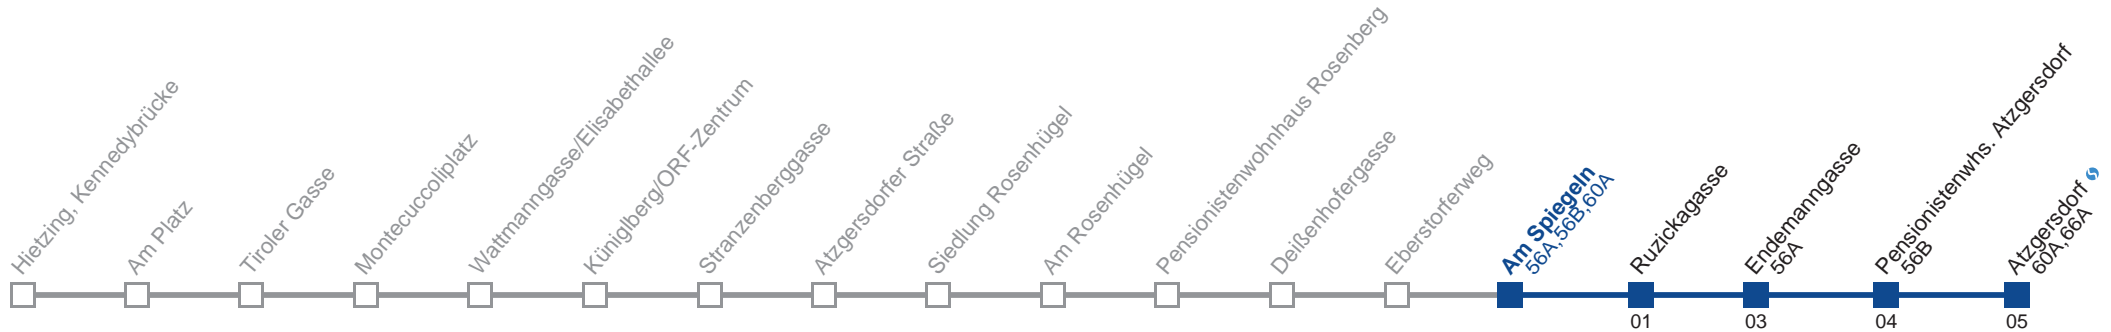 Hietzing, Kennedybrücke
Am Platz
Tiroler Gasse
Montecuccoliplatz
Wattmanngasse/Elisabethallee
Küniglberg/ORF-Zentrum
Stranzenberggasse
Atzgersdorfer Straße
Siedlung Rosenhügel
Am Rosenhügel
Pensionistenwohnhaus Rosenberg
Deißenhofergasse
Eberstorferweg
Am Spiegeln
56A,56B,60A
Ruzickagasse
01
Endemanngasse
56A
03
Pensionistenwhs. Atzgersdorf
56B
04
Atzgersdorf
60A,66A
05